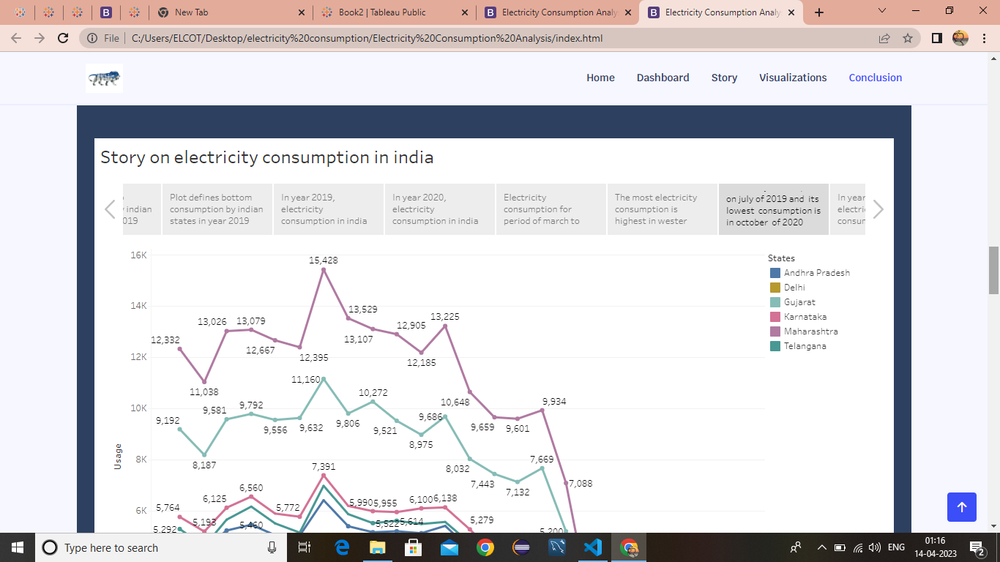 New Tab
Book2 | Tableau Public
Electricity Consumption Analy
Electricity Consumption Analy
File
C:/Users/ELCOT/Desktop/electricity%20consumption/Electricity%20Consumption%20Analysis/index.html
Home Dashboard Story Visualizations Conclusion
Story on electricity consumption in india
indian
2019
Plot defines bottom
consumption by indian
states in year 2019
In year 2019,
electricity
consumption in india
In year 2020,
electricity
consumption in india
Electricity
consumption for
period of march to
The most electricity
consumption is
highest in wester
on july of 2019 and its
lowest consumption is
in october of 2020
In year
electri
consur
16K
14K
12K
10K
8K
6K
Usage
15,428
13,529
13,225
13,026 13,079
12,905
12,332
12,667
13,107
12,395
12,185
11,038
11,160
10,272
10,648
9,934
9,581
9,792
9,686
9,192
9,556
9,632
9,806
9,521
9,659
9,601
8,975
8,187
8,032
7,669
7,391
7,443
7,132
7,088
6,560
6,125
5,764
5,772
5,990 5,955
6,100 6,138
5,292
5,193
5,460
5,522 5,614
5,279
5,200
States
Andhra Pradesh
Delhi
Gujarat
Karnataka
Maharashtra
Telangana
Type here to search
ENG
01:16
14-04-2023
2